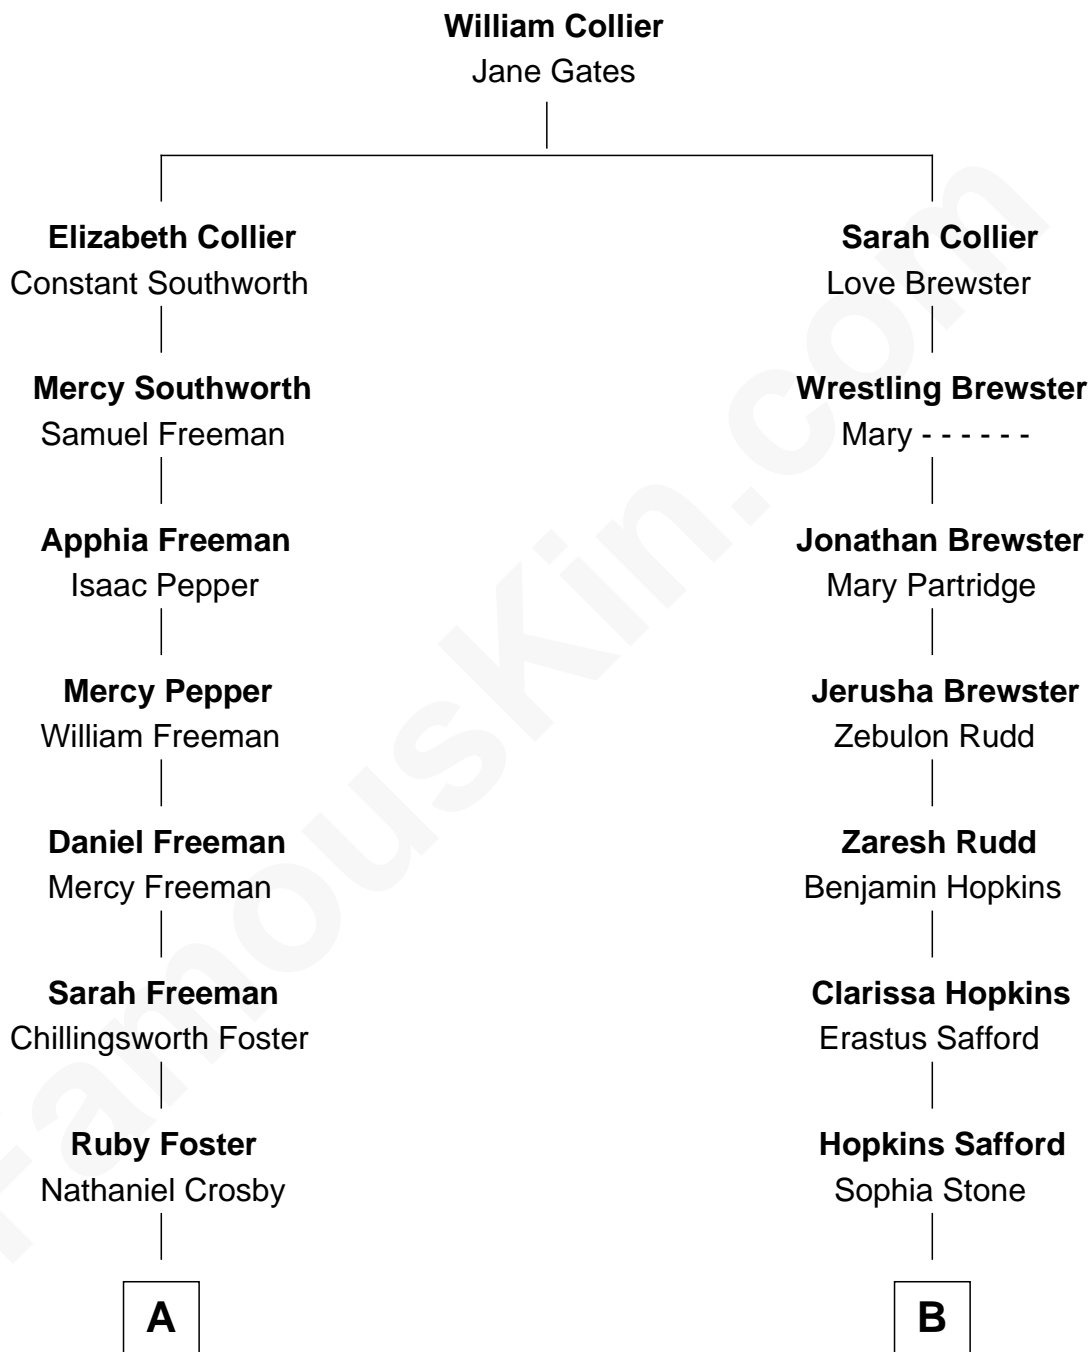 William Collier
Jane Gates
Elizabeth Collier
Constant Southworth
Sarah Collier
Love Brewster
Mercy Southworth
Samuel Freeman
Wrestling Brewster
Mary - - - - - -
Apphia Freeman
Isaac Pepper
Jonathan Brewster
Mary Partridge
Mercy Pepper
William Freeman
Jerusha Brewster
Zebulon Rudd
Daniel Freeman
Mercy Freeman
Zaresh Rudd
Benjamin Hopkins
Sarah Freeman
Chillingsworth Foster
Clarissa Hopkins
Erastus Safford
Ruby Foster
Nathaniel Crosby
Hopkins Safford
Sophia Stone
A
B
FamousKin.com